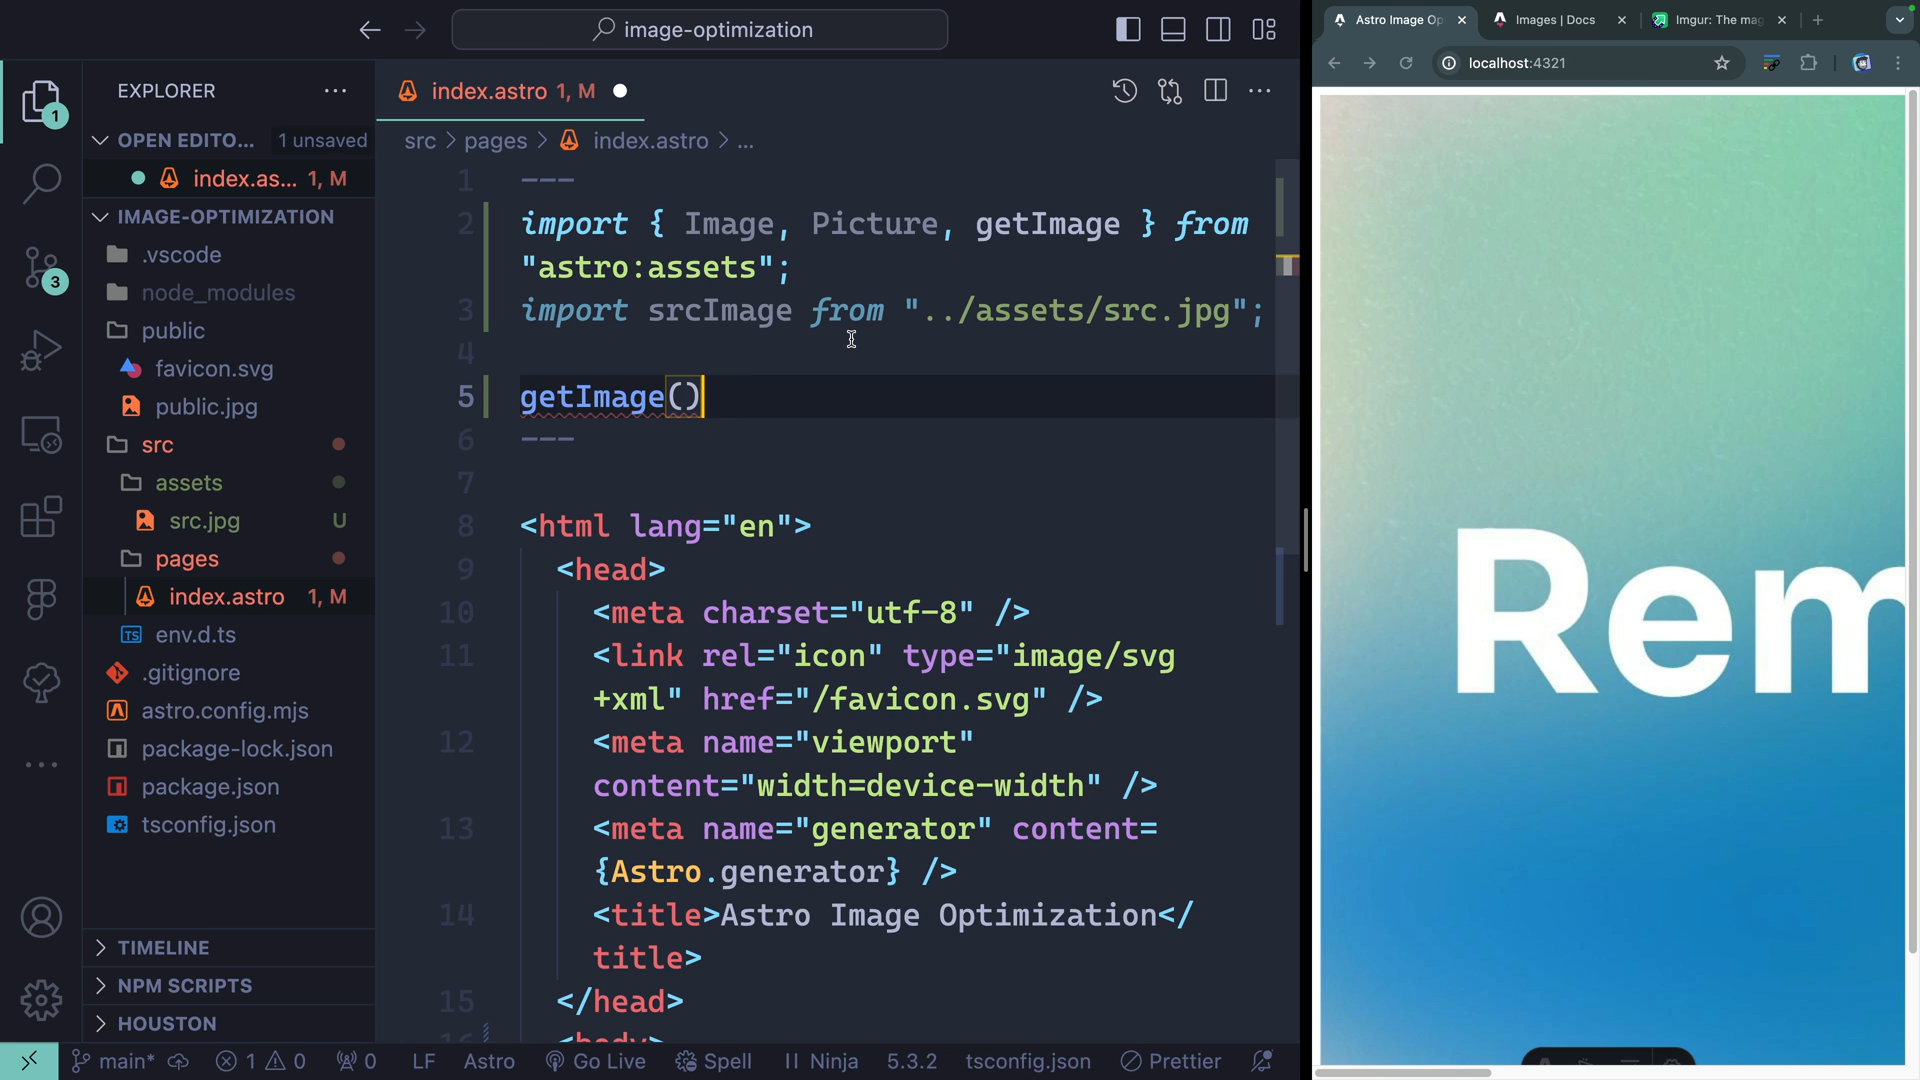 image-optimization
EXPLORER
OPEN EDITO... 1 unsaved
index.as... 1, M
IMAGE-OPTIMIZATION
.vscode
node_modules
public
favicon.svg
public.jpg
src
assets
src.jpg U
pages
index.astro 1, M
TS env.d.ts
.gitignore
astro.config.mjs
package-lock.json
package.json
tsconfig.json
TIMELINE
NPM SCRIPTS
HOUSTON
1
3
index.astro 1, M
src > pages > index.astro > ...
1 ---
2 import { Image, Picture, getImage } from
"astro:assets";
3 import srcImage from "../assets/src.jpg";
4
5 getImage()
6 ---
7
8 <html lang="en">
9 <head>
10 <meta charset="utf-8" />
11 <link rel="icon" type="image/svg
+xml" href="/favicon.svg" />
12 <meta name="viewport"
content="width=device-width" />
13 <meta name="generator" content=
{Astro.generator} />
14 <title>Astro Image Optimization</
title>
15 </head>
16 <body>
main* 1 0 0 LF Astro Go Live Spell Ninja 5.3.2 tsconfig.json Prettier
Astro Image Op Images | Docs Imgur: The mag
localhost:4321
Rem